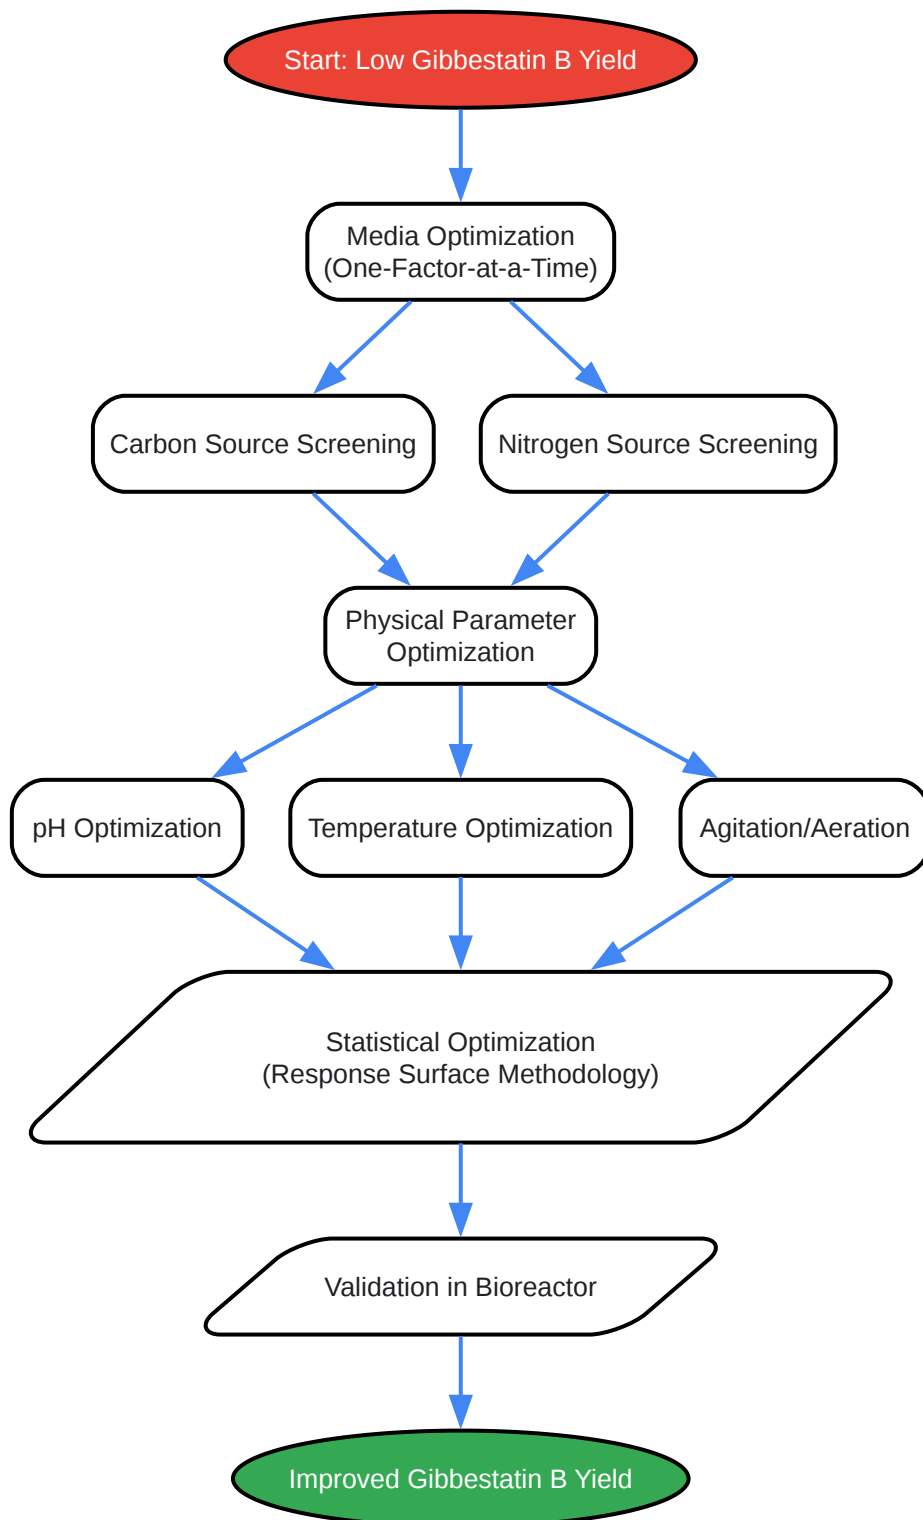 Start: Low Gibbestatin B Yield
Media Optimization
(One-Factor-at-a-Time)
Carbon Source Screening
Nitrogen Source Screening
Physical Parameter
Optimization
pH Optimization
Temperature Optimization
Agitation/Aeration
Statistical Optimization
(Response Surface Methodology)
Validation in Bioreactor
Improved Gibbestatin B Yield